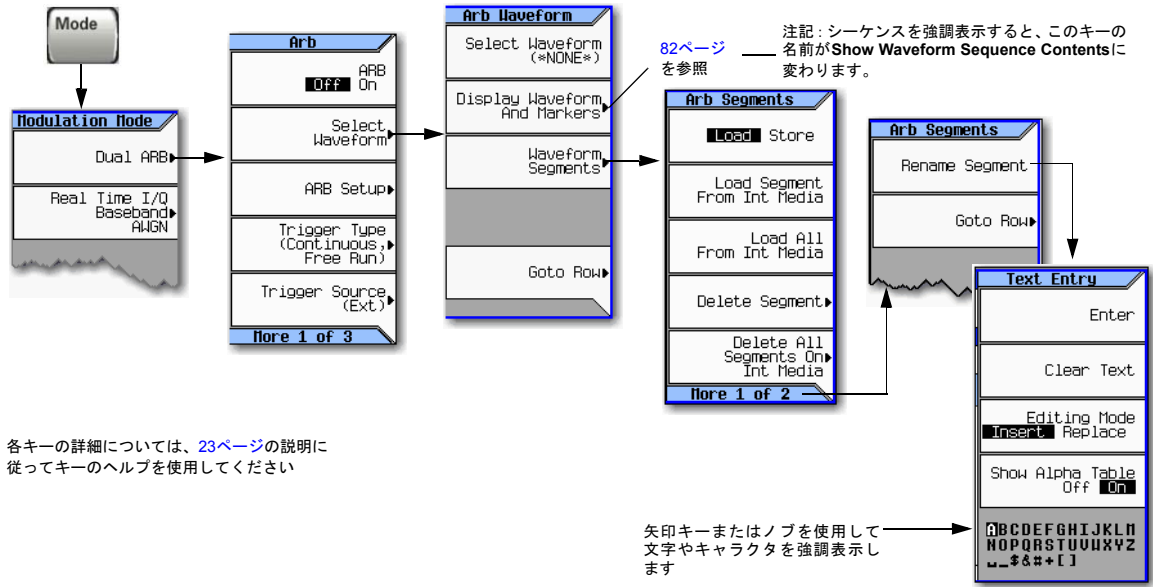 Mode
Modulation Mode
Dual ARB
Real Time I/Q
Baseband
AWGN
Arb
ARB
Off On
Select
Waveform
ARB Setup
Trigger Type
(Continuous,
Free Run)
Trigger Source
(Ext)
More 1 of 3
Arb Waveform
Select Waveform
(*NONE*)
Display Waveform
And Markers
Waveform
Segments
Goto Row
82ページ
を参照
注記：シーケンスを強調表示すると、このキーの
名前がShow Waveform Sequence Contentsに
変わります。
Arb Segments
Load Store
Load Segment
From Int Media
Load All
From Int Media
Delete Segment
Delete All
Segments On
Int Media
More 1 of 2
Arb Segments
Rename Segment
Goto Row
Text Entry
Enter
Clear Text
Editing Mode
Insert Replace
Show Alpha Table
Off On
ABCDEFGHIJKLM
NOPQRSTUVWXYZ
␣_$&#+[]
各キーの詳細については、23ページの説明に
従ってキーのヘルプを使用してください
矢印キーまたはノブを使用して
文字やキャラクタを強調表示し
ます